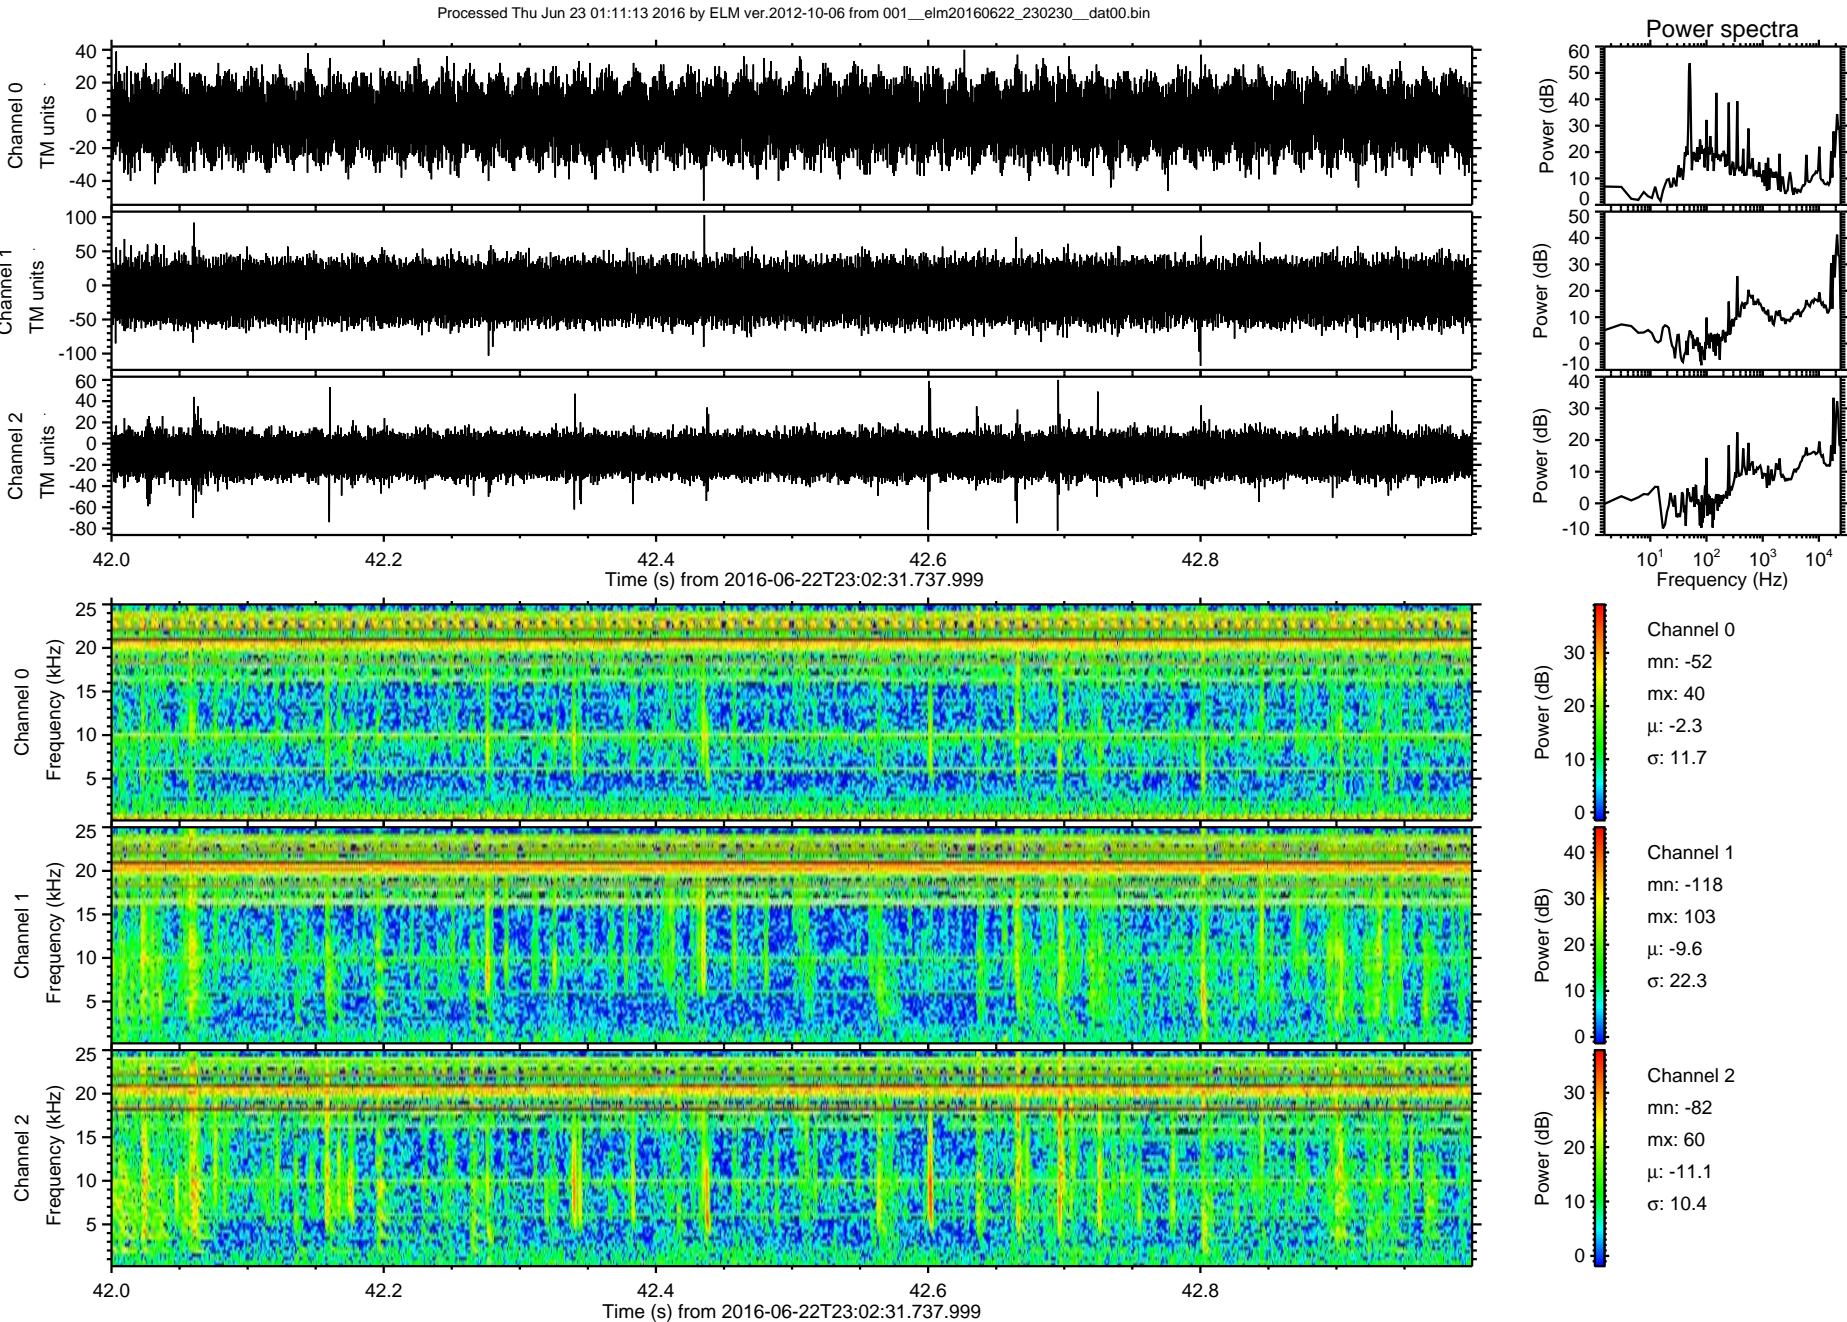 Processed Thu Jun 23 01:11:13 2016 by ELM ver.2012-10-06 from 001__elm20160622_230230__dat00.bin
Power spectra
Channel 0
TM units
40
20
0
-20
-40
Power (dB)
60
50
40
30
20
10
0
Channel 1
TM units
100
50
0
-50
-100
Power (dB)
50
40
30
20
10
0
-10
Channel 2
TM units
60
40
20
0
-20
-40
-60
-80
Power (dB)
40
30
20
10
0
-10
42.0 42.2 42.4 42.6 42.8
Time (s) from 2016-06-22T23:02:31.737.999
10¹ 10² 10³ 10⁴
Frequency (Hz)
Channel 0
Frequency (kHz)
25
20
15
10
5
Power (dB)
30
20
10
0
Channel 0
mn: -52
mx: 40
μ: -2.3
σ: 11.7
Channel 1
Frequency (kHz)
25
20
15
10
5
Power (dB)
40
30
20
10
0
Channel 1
mn: -118
mx: 103
μ: -9.6
σ: 22.3
Channel 2
Frequency (kHz)
25
20
15
10
5
Power (dB)
30
20
10
0
Channel 2
mn: -82
mx: 60
μ: -11.1
σ: 10.4
42.0 42.2 42.4 42.6 42.8
Time (s) from 2016-06-22T23:02:31.737.999